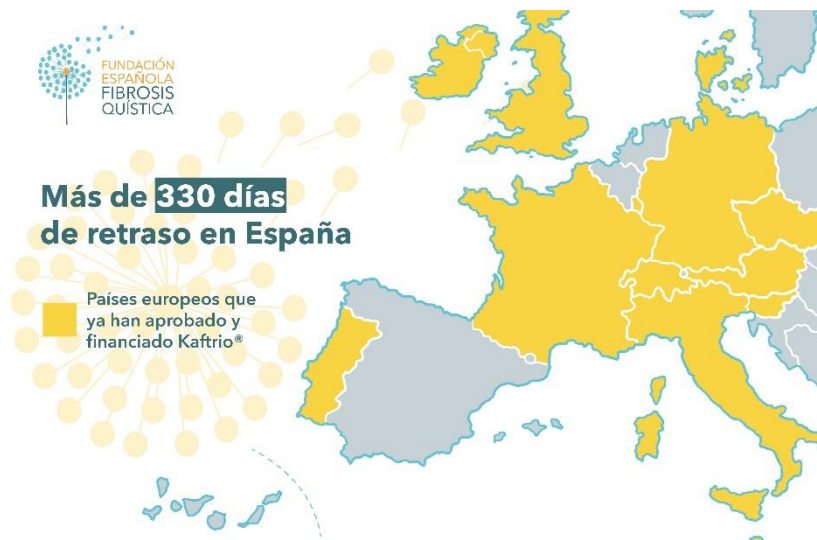 FUNDACIÓN
ESPAÑOLA
FIBROSIS
QUÍSTICA
Más de 330 días
de retraso en España
Países europeos que
ya han aprobado y
financiado Kaftrio®